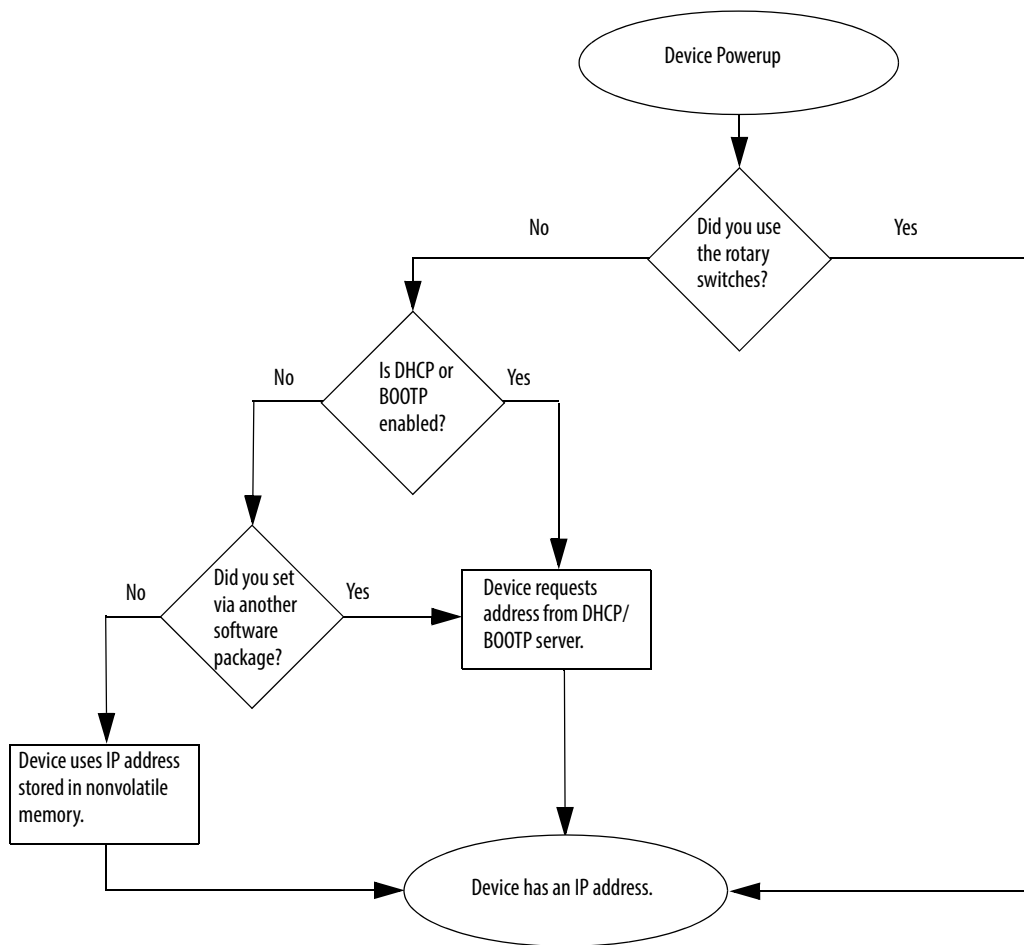 Device Powerup
Did you use
the rotary
switches?
No
Yes
Is DHCP or
BOOTP
enabled?
No
Yes
Did you set
via another
software
package?
No
Yes
Device requests
address from DHCP/
BOOTP server.
Device uses IP address
stored in nonvolatile
memory.
Device has an IP address.